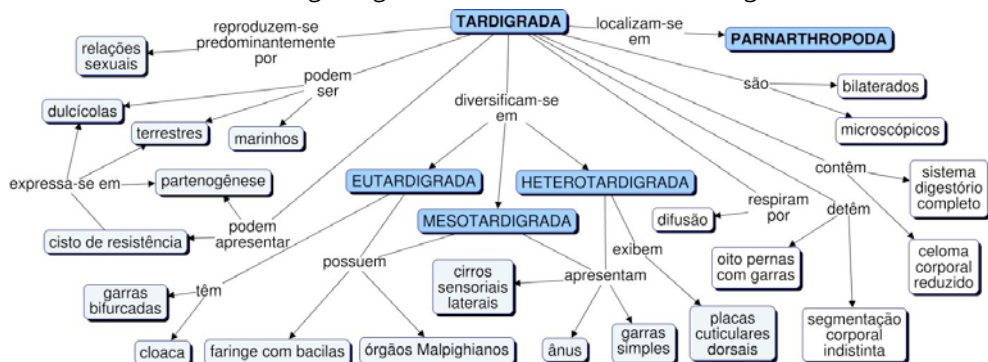 TARDIGRADA
localizam-se
em
PARNARTHROPODA
reproduzem-se
predominantemente
por
relações
sexuais
podem
ser
dulcícolas
terrestres
marinhos
diversificam-se
em
são
bilaterados
microscópicos
expressa-se em
partenogênese
cisto de resistência
podem
apresentar
EUTARDIGRADA
HETEROTARDIGRADA
MESOTARDIGRADA
respiram
por
difusão
contêm
sistema
digestório
completo
celoma
corporal
reduzido
detêm
oito pernas
com garras
segmentação
corporal
indistinta
têm
garras
bifurcadas
cloaca
possuem
faringe com bacilas
órgãos Malpighianos
apresentam
cirros
sensoriais
laterais
ânus
garras
simples
exibem
placas
cuticulares
dorsais